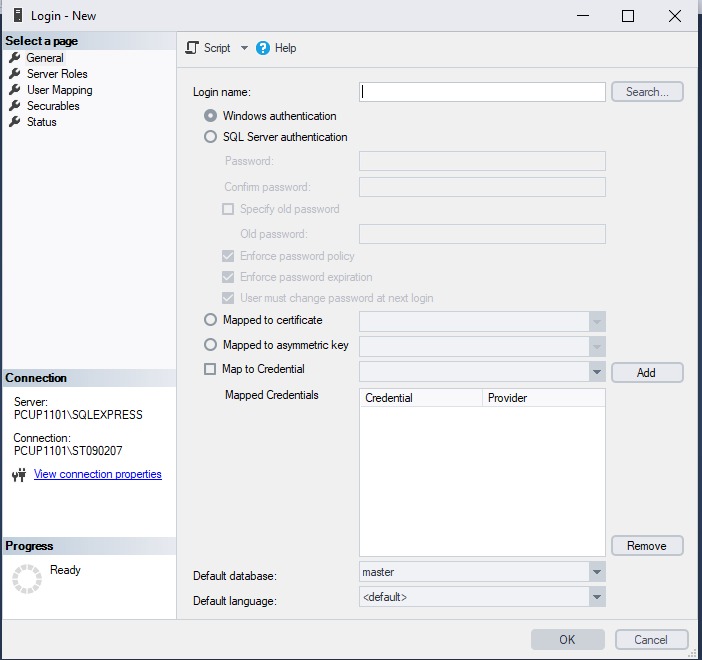 Login - New
Select a page
General
Server Roles
User Mapping
Securables
Status
Script
Help
Login name:
Search...
Windows authentication
SQL Server authentication
Password:
Confirm password:
Specify old password
Old password:
Enforce password policy
Enforce password expiration
User must change password at next login
Mapped to certificate
Mapped to asymmetric key
Map to Credential
Add
Mapped Credentials
Credential
Provider
Remove
Default database:
master
Default language:
<default>
Connection
Server:
PCUP1101\SQLEXPRESS
Connection:
PCUP1101\ST090207
View connection properties
Progress
Ready
OK
Cancel